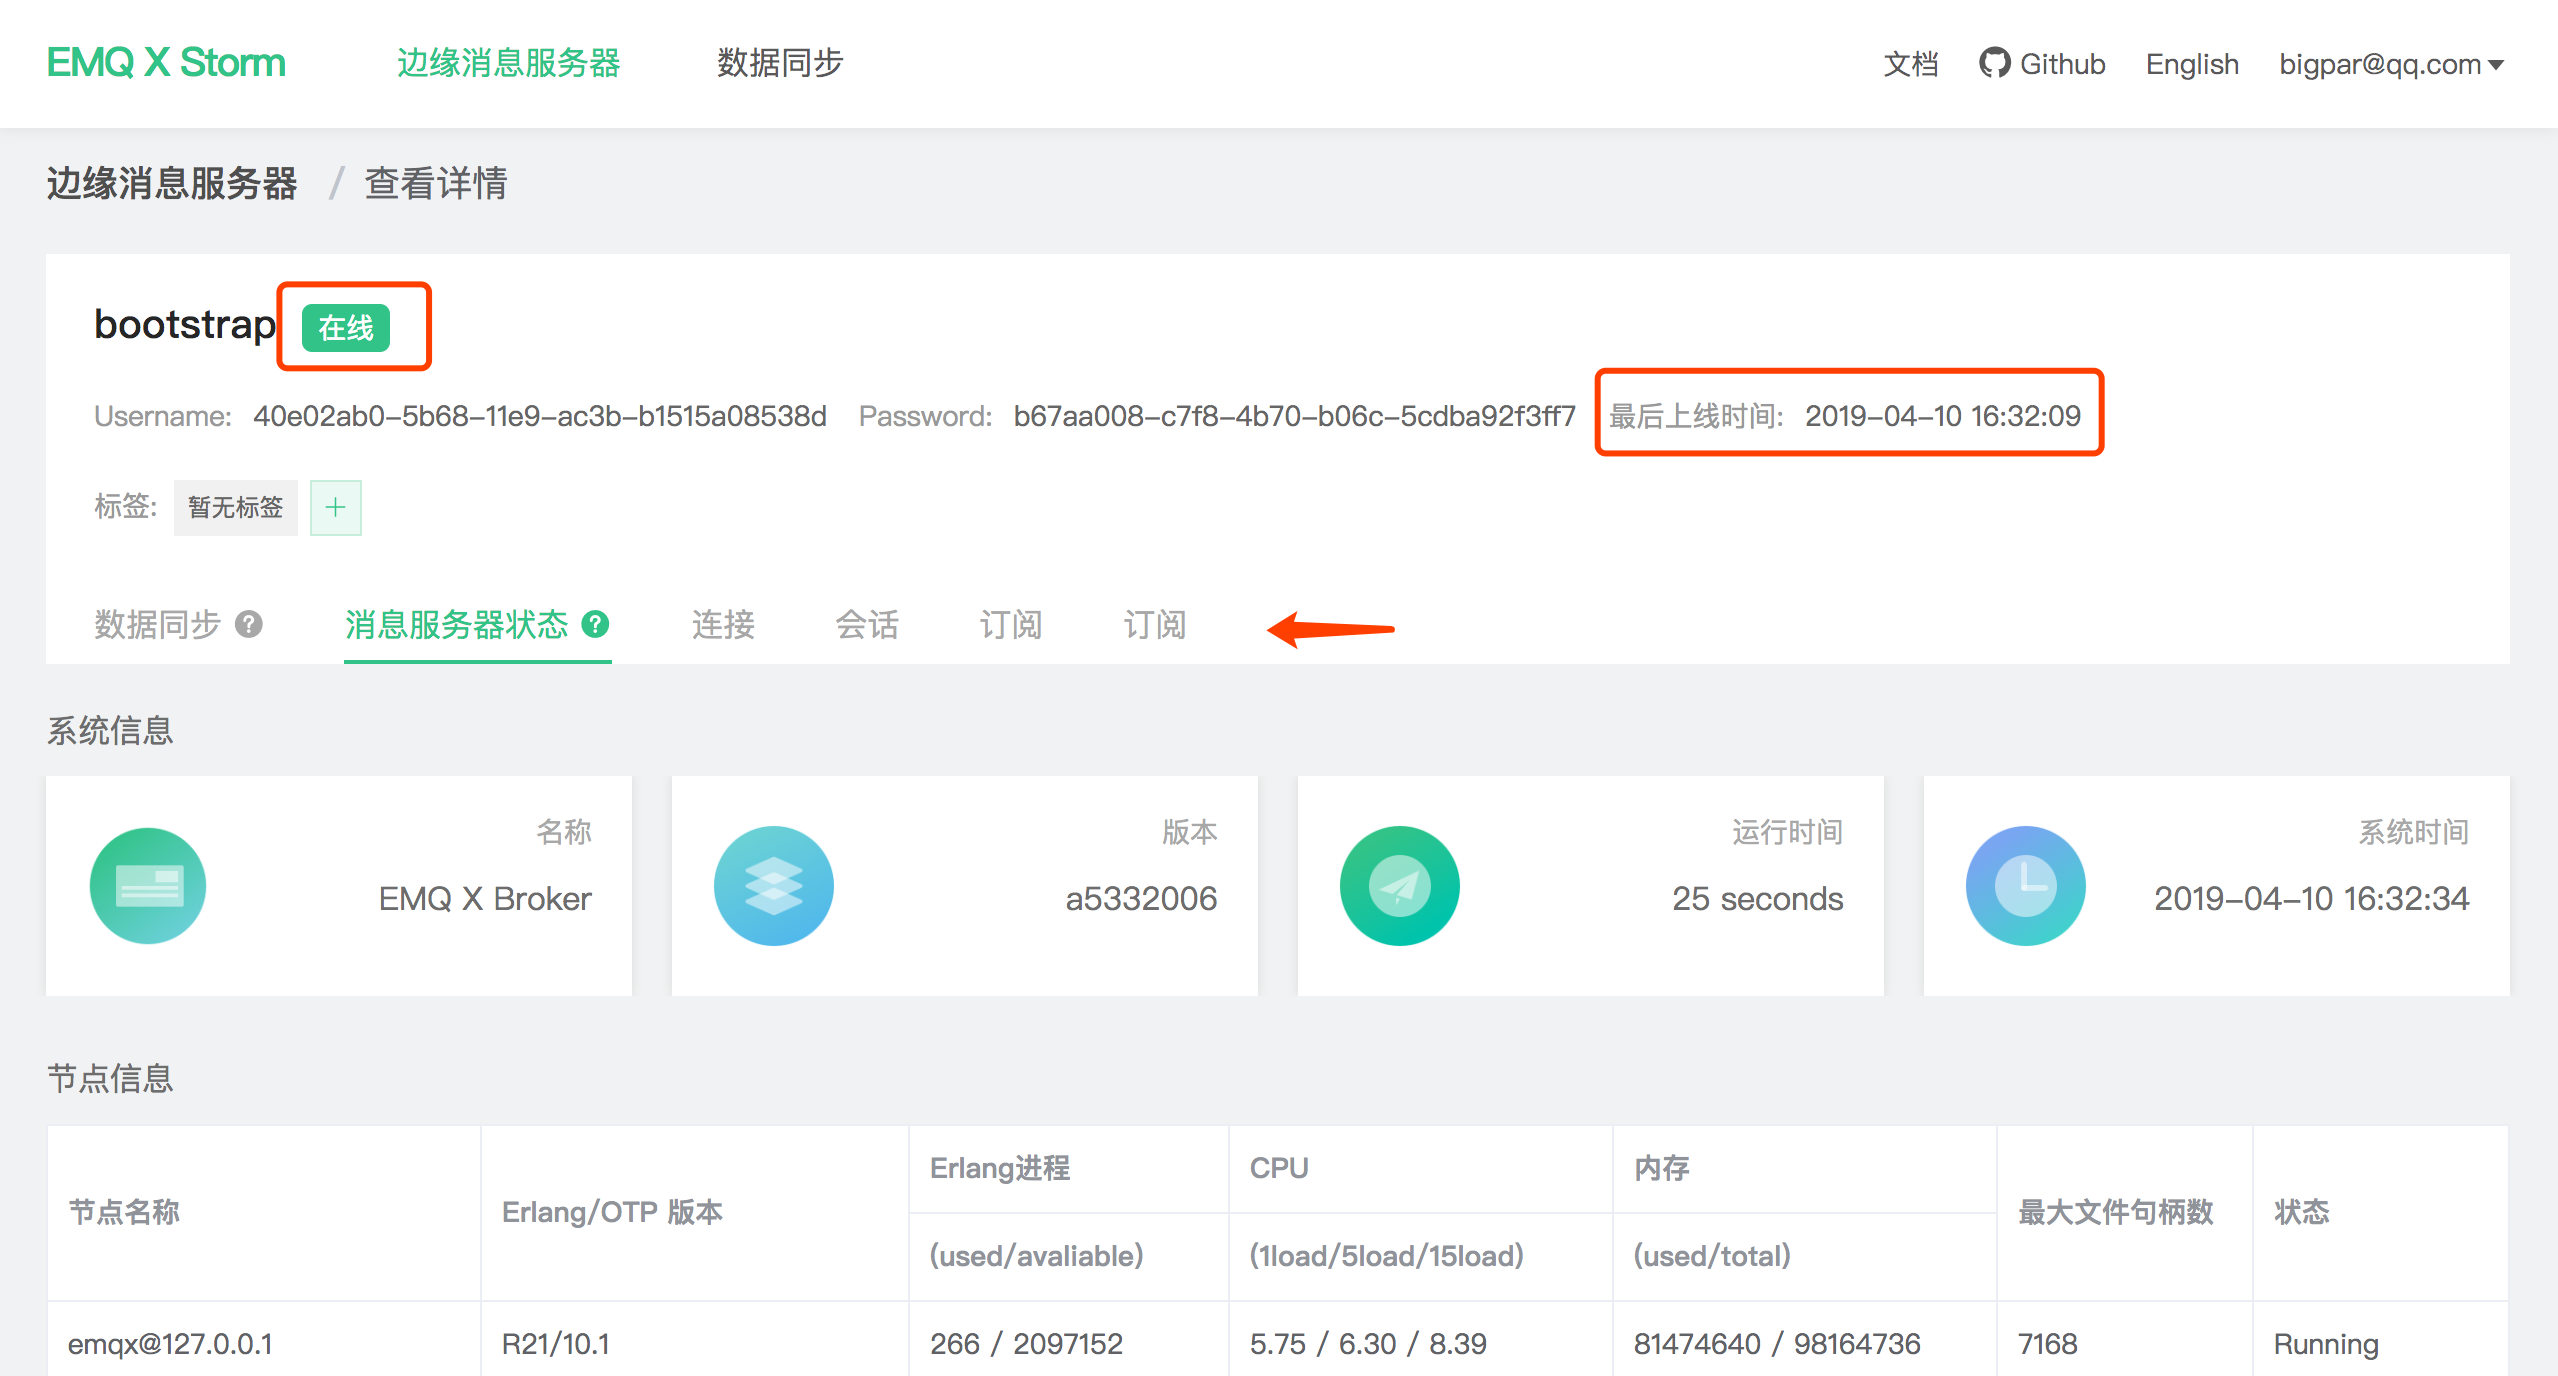 EMQ X Storm 边缘消息服务器 数据同步 文档 Github English bigpar@qq.com
边缘消息服务器 / 查看详情
bootstrap 在线
Username: 40e02ab0-5b68-11e9-ac3b-b1515a08538d Password: b67aa008-c7f8-4b70-b06c-5cdba92f3ff7 最后上线时间: 2019-04-10 16:32:09
标签: 暂无标签 +
数据同步 ? 消息服务器状态 ? 连接 会话 订阅 订阅
系统信息
名称 版本 运行时间 系统时间
EMQ X Broker a5332006 25 seconds 2019-04-10 16:32:34
节点信息
节点名称 Erlang/OTP 版本 Erlang进程 CPU 内存 最大文件句柄数 状态
(used/avaliable) (1load/5load/15load) (used/total)
emqx@127.0.0.1 R21/10.1 266 / 2097152 5.75 / 6.30 / 8.39 81474640 / 98164736 7168 Running